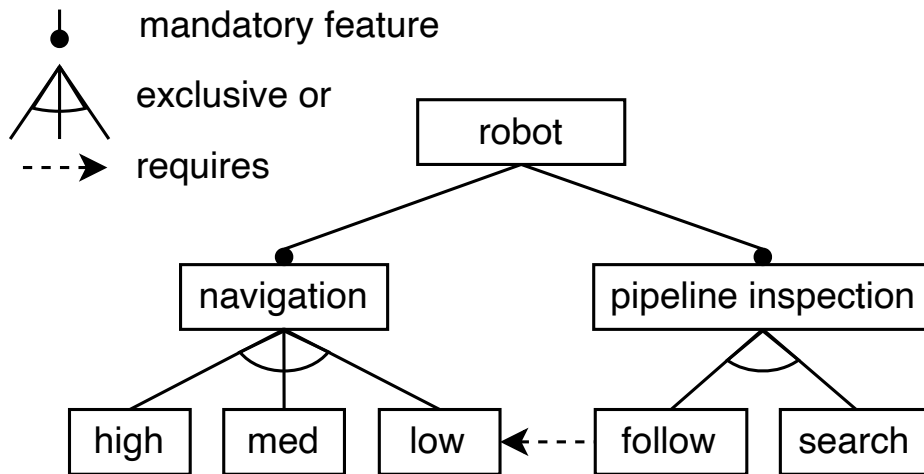 mandatory feature
exclusive or
requires
robot
navigation
pipeline inspection
high
med
low
follow
search